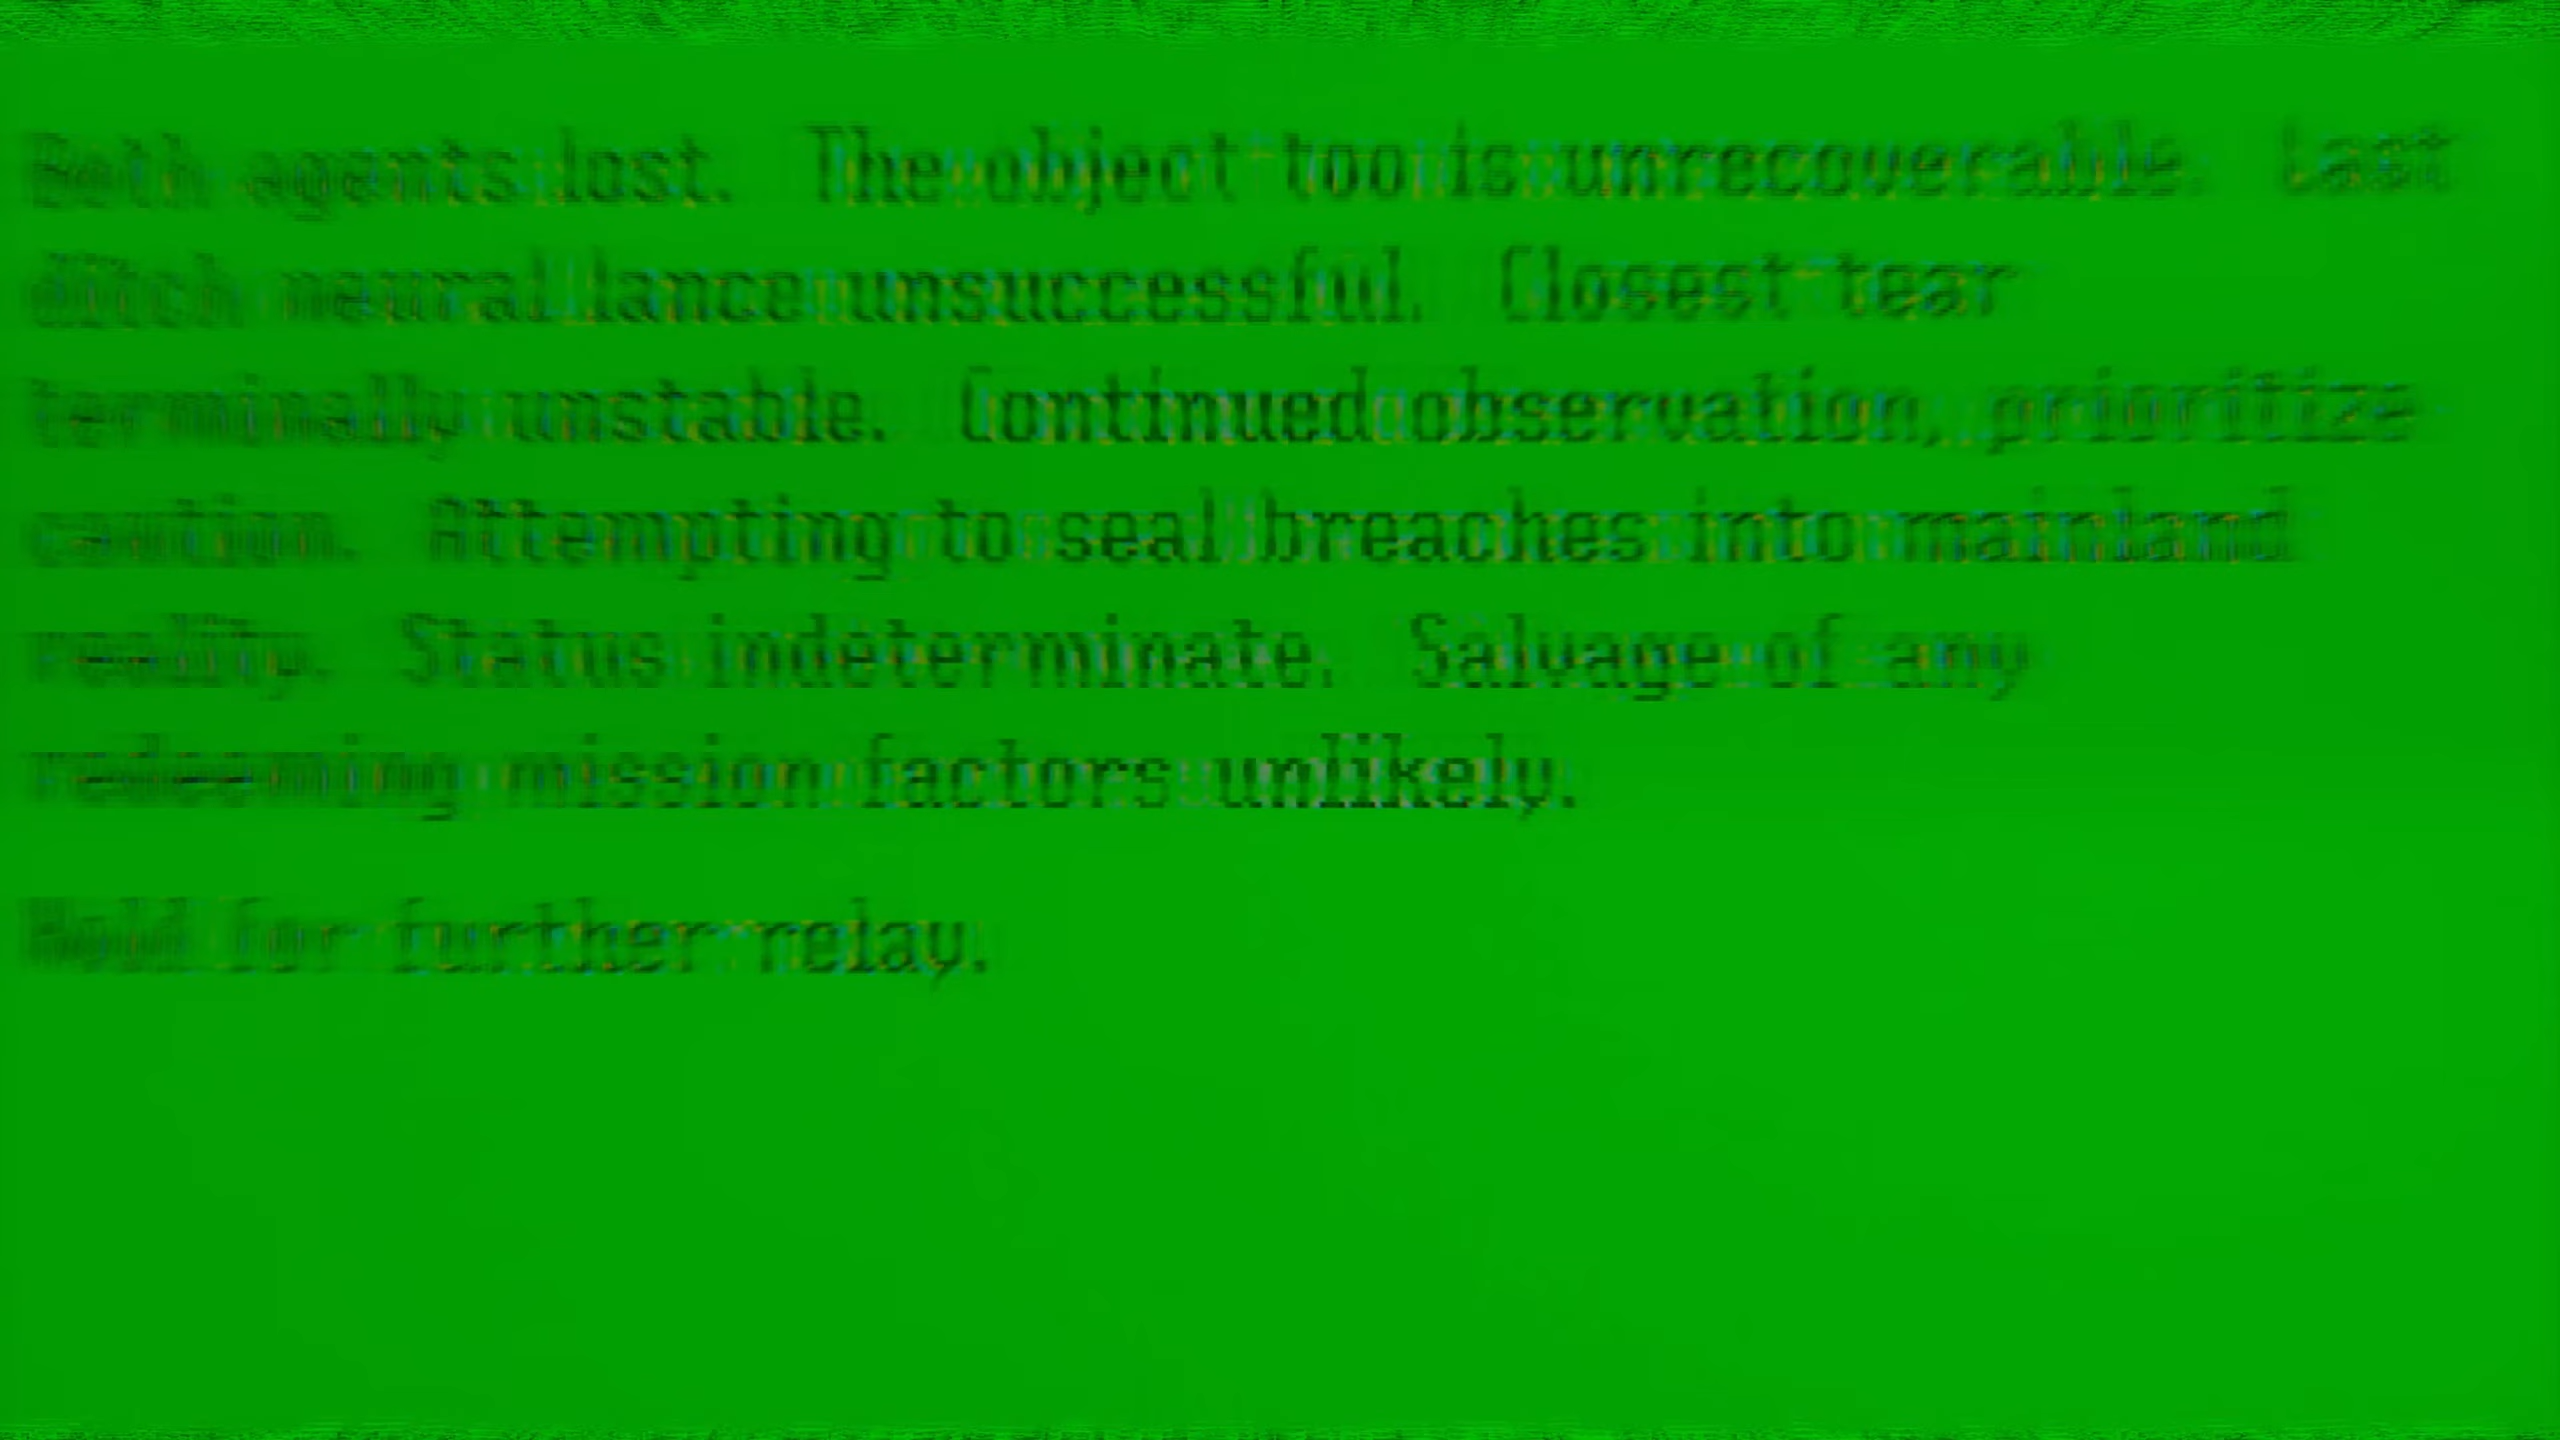 Both agents lost. The object too is unrecoverable. Last
ditch neural lance unsuccessful. Closest tear
terminally unstable. Continued observation, prioritize
caution. Attempting to seal breaches into mainland
reality. Status indeterminate. Salvage of any
redeeming mission factors unlikely.
Hold for further relay.